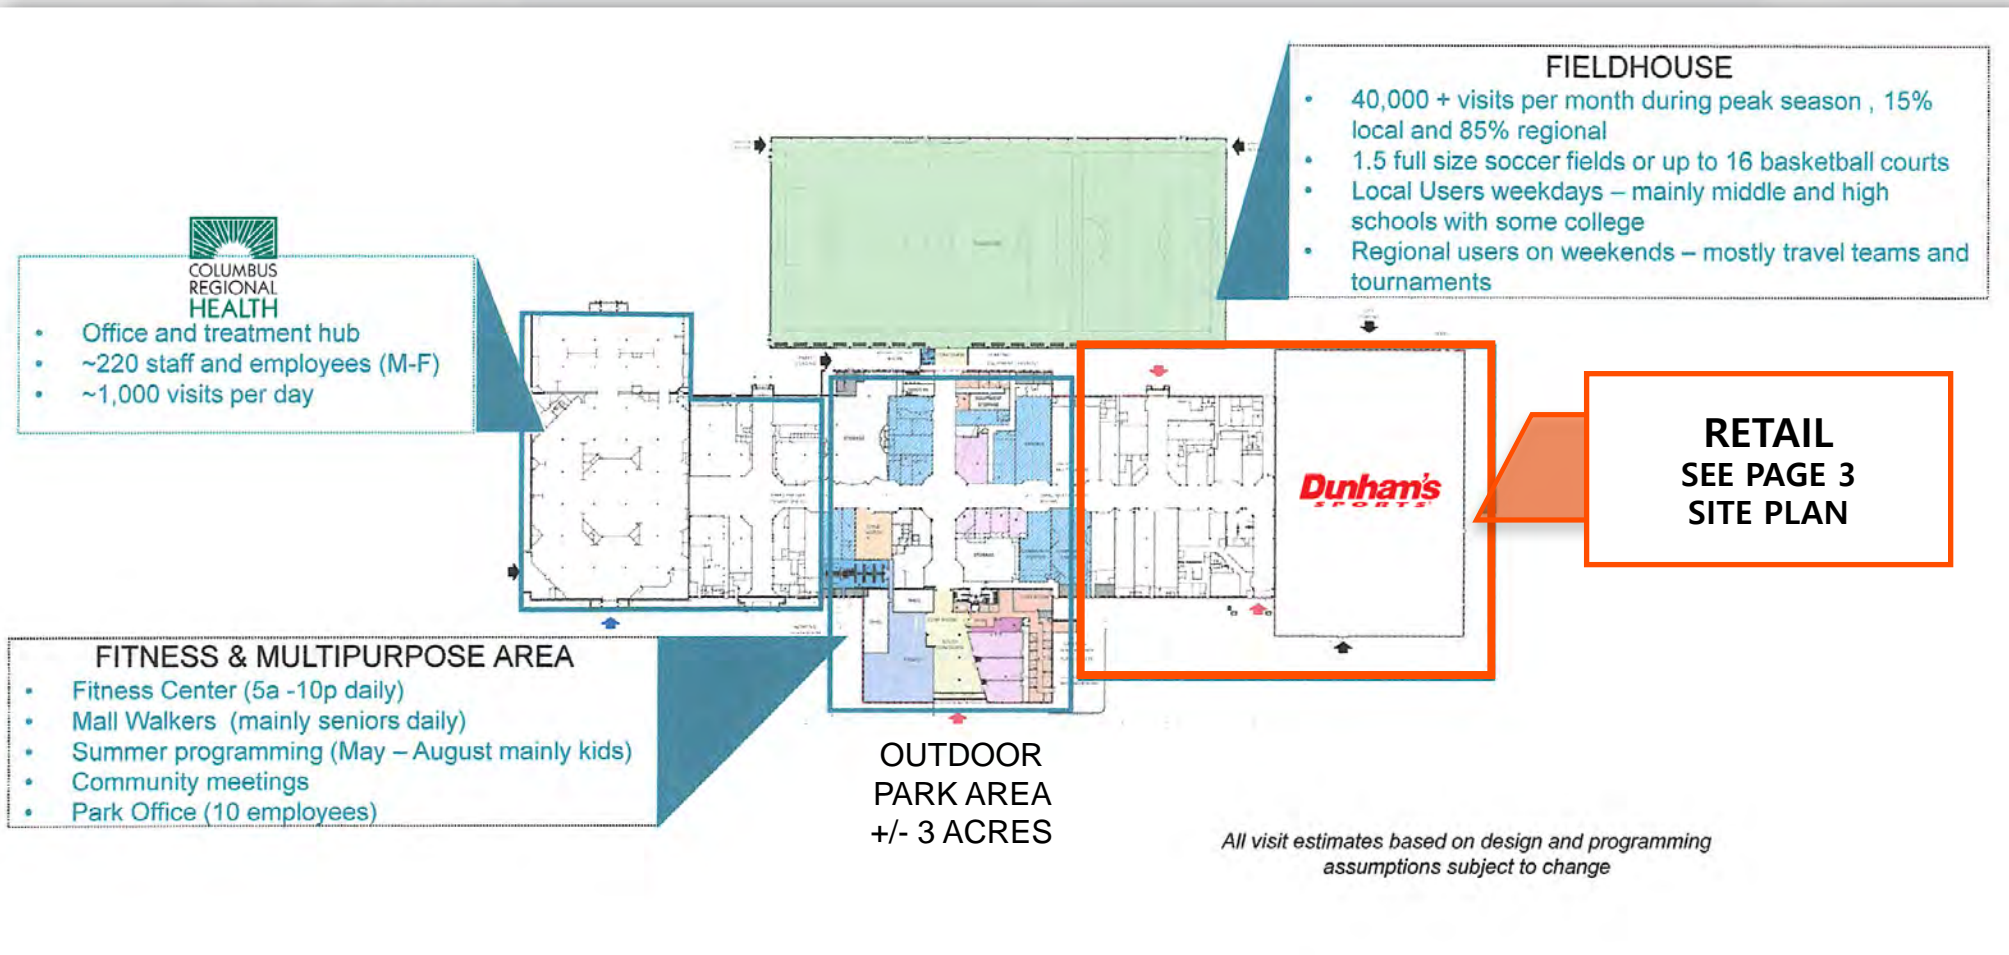 FIELDHOUSE
• 40,000 + visits per month during peak season , 15%
local and 85% regional
• 1.5 full size soccer fields or up to 16 basketball courts
• Local Users weekdays – mainly middle and high
schools with some college
• Regional users on weekends – mostly travel teams and
tournaments
COLUMBUS
REGIONAL
HEALTH
• Office and treatment hub
• ~220 staff and employees (M-F)
• ~1,000 visits per day
RETAIL
SEE PAGE 3
SITE PLAN
Dunham's
SPORTS
STORAGE
STORAGE
FITNESS & MULTIPURPOSE AREA
• Fitness Center (5a -10p daily)
• Mall Walkers (mainly seniors daily)
• Summer programming (May – August mainly kids)
• Community meetings
• Park Office (10 employees)
OUTDOOR
PARK AREA
+/- 3 ACRES
All visit estimates based on design and programming
assumptions subject to change